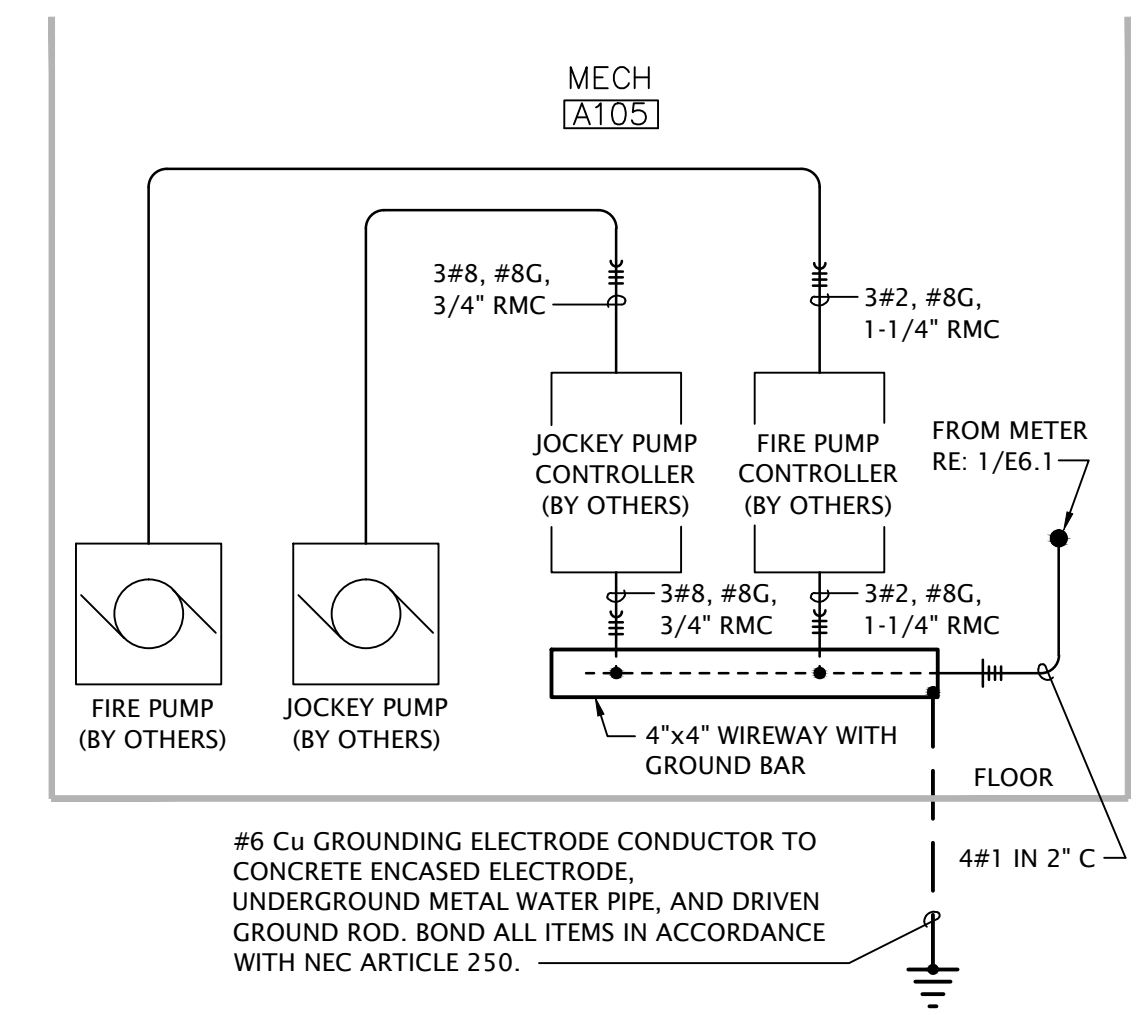 MECH
A105
3#8, #8G,
3/4" RMC
3#2, #8G,
1-1/4" RMC
JOCKEY PUMP
CONTROLLER
(BY OTHERS)
FIRE PUMP
CONTROLLER
(BY OTHERS)
FROM METER
RE: 1/E6.1
3#8, #8G,
3/4" RMC
3#2, #8G,
1-1/4" RMC
FIRE PUMP
(BY OTHERS)
JOCKEY PUMP
(BY OTHERS)
4"x4" WIREWAY WITH
GROUND BAR
FLOOR
4#1 IN 2" C
#6 Cu GROUNDING ELECTRODE CONDUCTOR TO
CONCRETE ENCASED ELECTRODE,
UNDERGROUND METAL WATER PIPE, AND DRIVEN
GROUND ROD. BOND ALL ITEMS IN ACCORDANCE
WITH NEC ARTICLE 250.